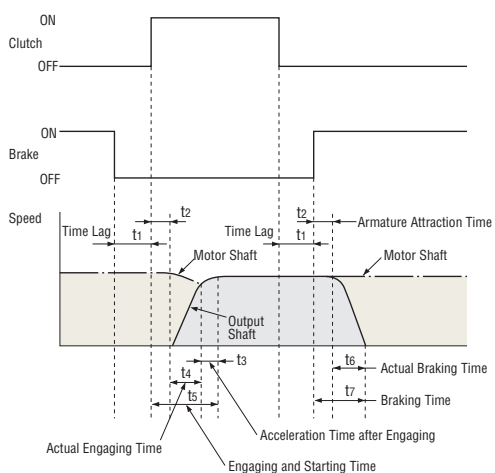 ON
Clutch
OFF
ON
Brake
OFF
Speed
t2
t2
Armature Attraction Time
Time Lag
t1
Time Lag
t1
Motor Shaft
Motor Shaft
Output
Shaft
t3
t4
t5
t6
Actual Braking Time
t7
Braking Time
Acceleration Time after Engaging
Actual Engaging Time
Engaging and Starting Time